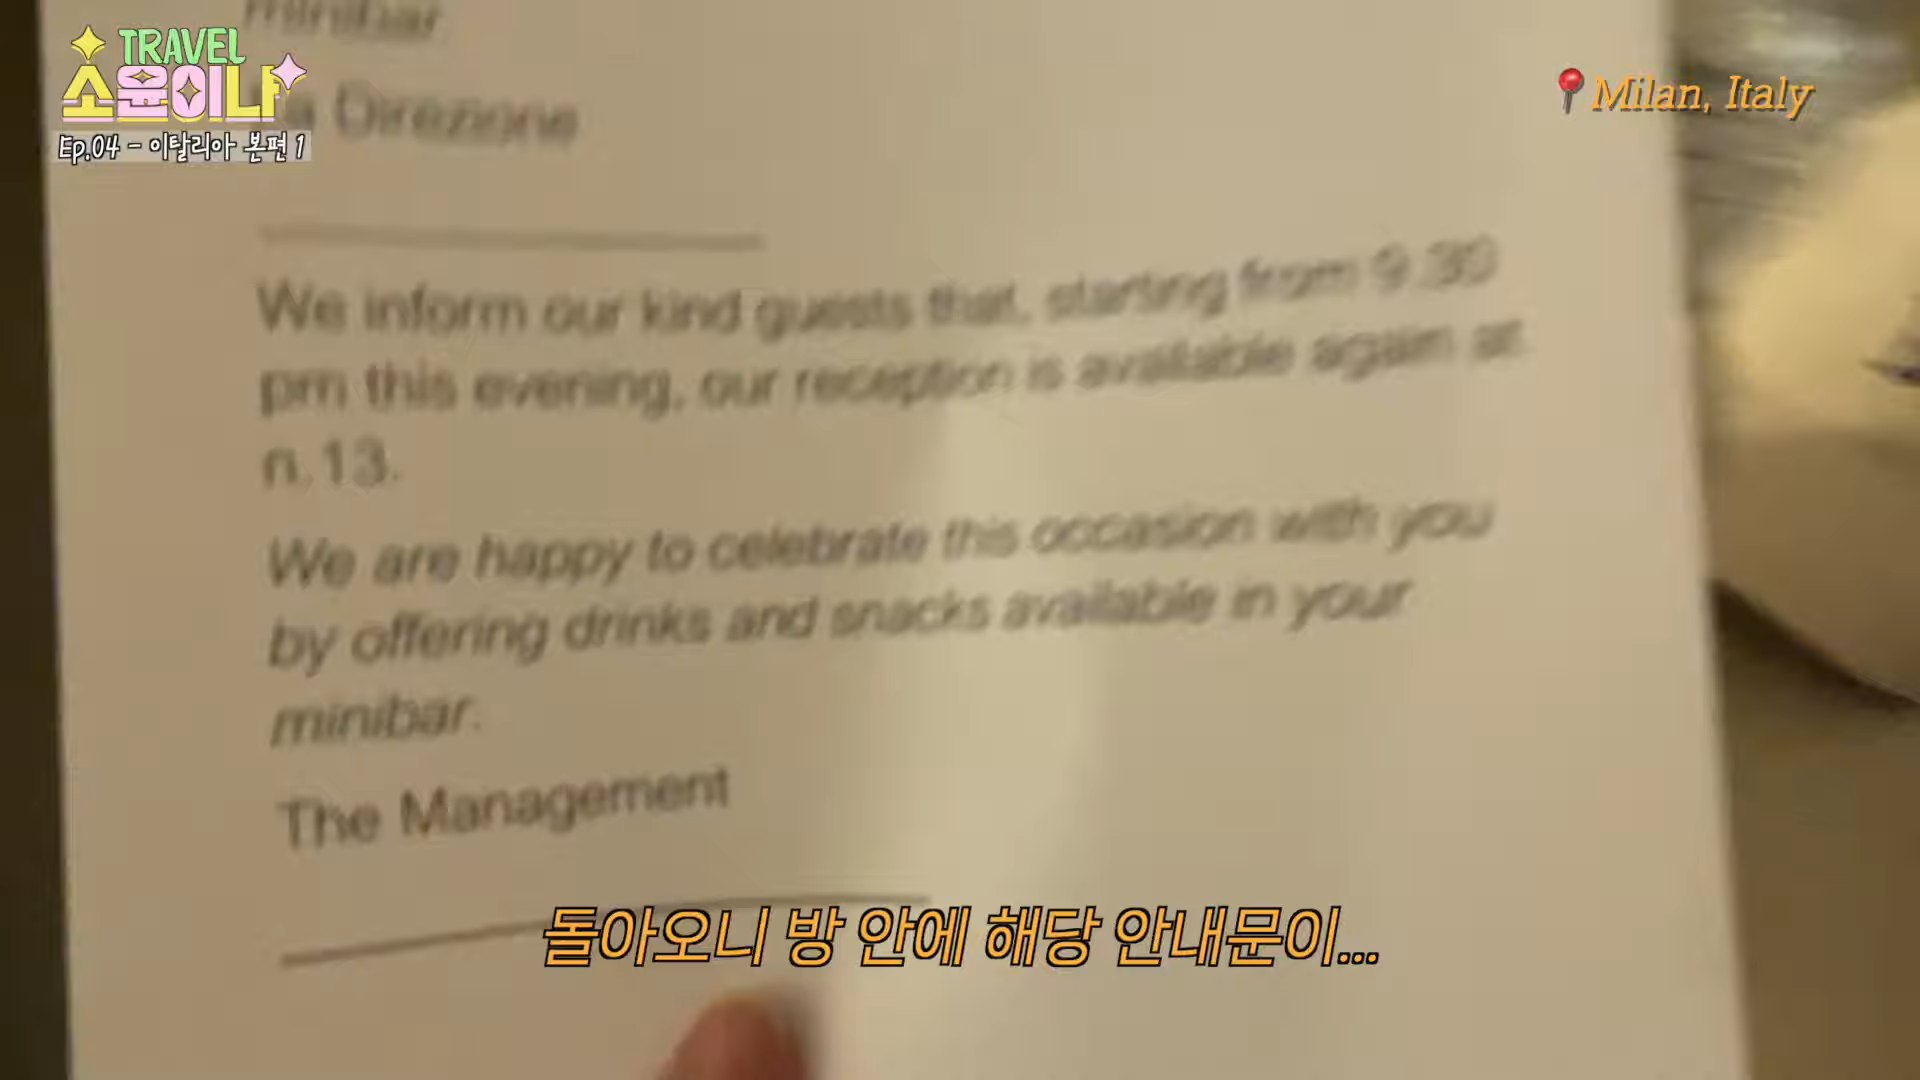 TRAVEL
소윤이나
Ep.04 - 이탈리아 본편 1
Milan, Italy
minibar
La Direzione
We inform our kind guests that, starting from 9.30
pm this evening, our reception is available again at
n. 13.
We are happy to celebrate this occasion with you
by offering drinks and snacks available in your
minibar.
The Management
돌아오니 방 안에 해당 안내문이...